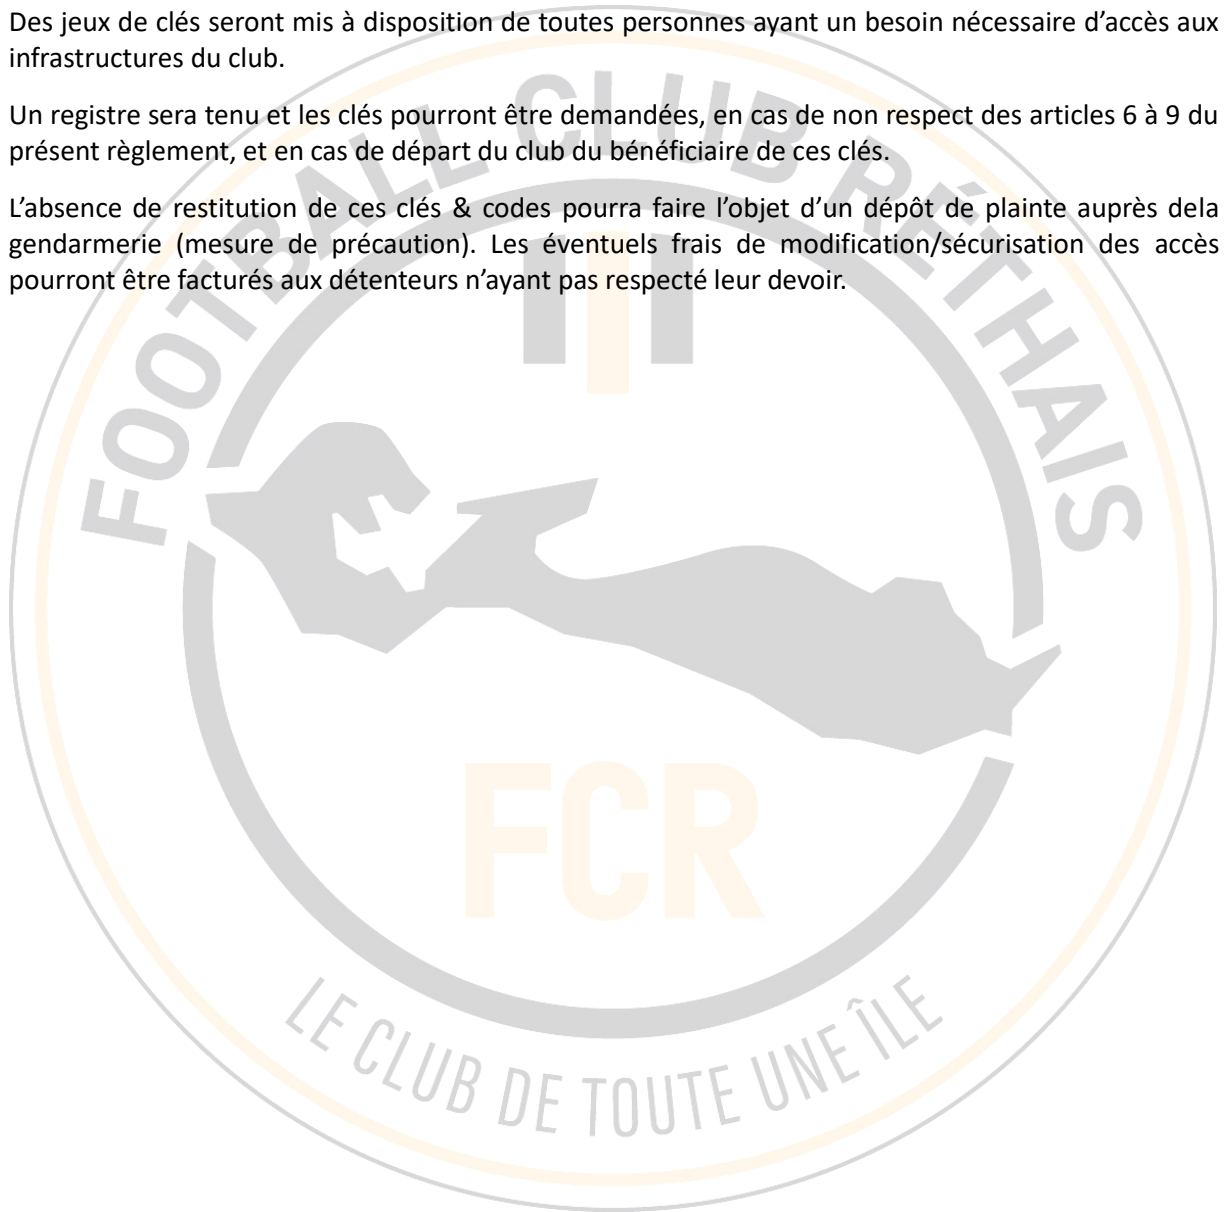 Des jeux de clés seront mis à disposition de toutes personnes ayant un besoin nécessaire d’accès aux
infrastructures du club.
Un registre sera tenu et les clés pourront être demandées, en cas de non respect des articles 6 à 9 du
présent règlement, et en cas de départ du club du bénéficiaire de ces clés.
L’absence de restitution de ces clés & codes pourra faire l’objet d’un dépôt de plainte auprès dela
gendarmerie (mesure de précaution). Les éventuels frais de modification/sécurisation des accès
pourront être facturés aux détenteurs n’ayant pas respecté leur devoir.
FOOTBALL CLUB RÉTHAIS
FCR
LE CLUB DE TOUTE UNE ÎLE